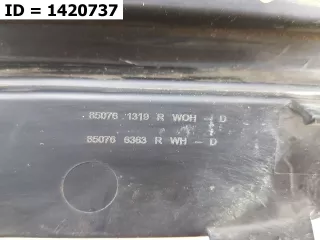 ID = 1420737
85076 1319 R WOH - D
85076 6363 R WH - D